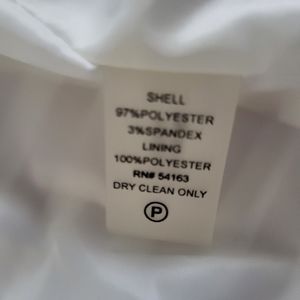 SHELL
97%POLYESTER
3%SPANDEX
LINING
100%POLYESTER
RN# 54163
DRY CLEAN ONLY
P